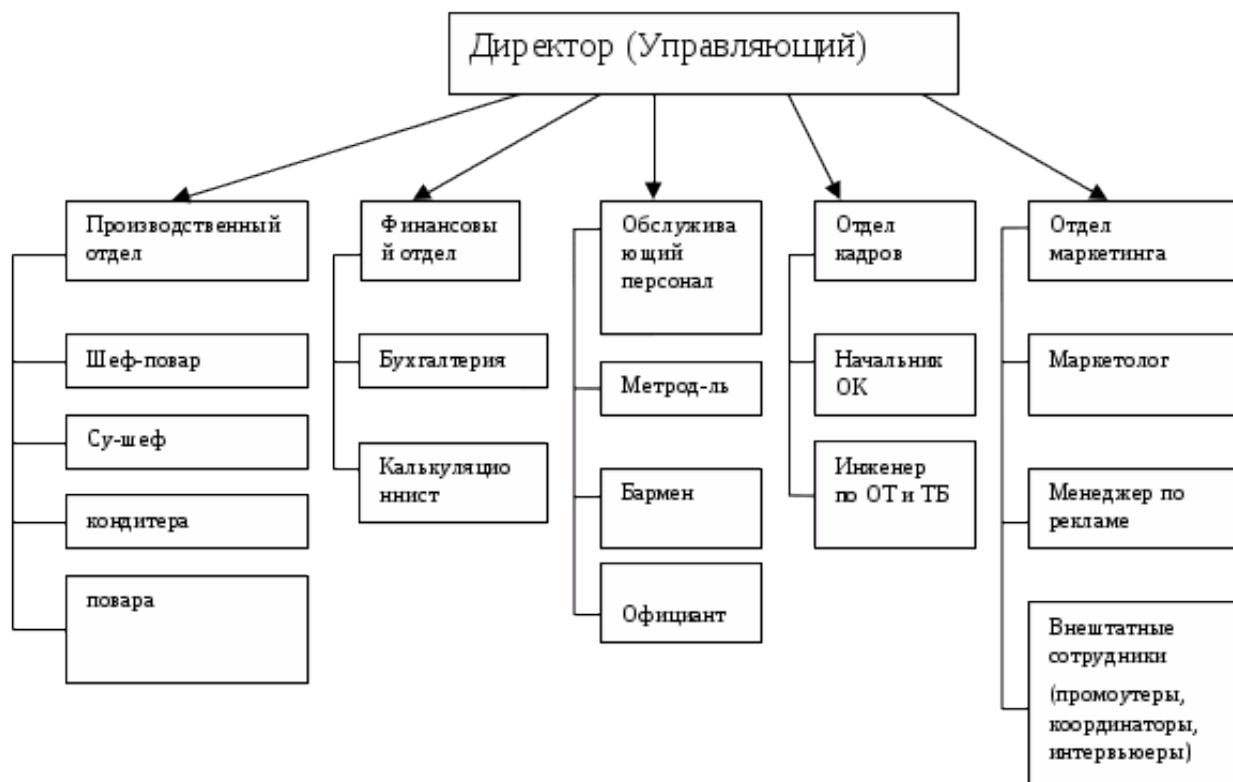 Директор (Управляющий)
Производственный
отдел
Шеф-повар
Су-шеф
кондитера
повара
Финансовы
й отдел
Бухгалтерия
Калькуляцио
ннист
Обслужива
ющий
персонал
Метрод-ль
Бармен
Официант
Отдел
кадров
Начальник
ОК
Инженер
по ОТ и ТБ
Отдел
маркетинга
Маркетолог
Менеджер по
рекламе
Внештатные
сотрудники
(промоутеры,
координаторы,
интервьюеры)